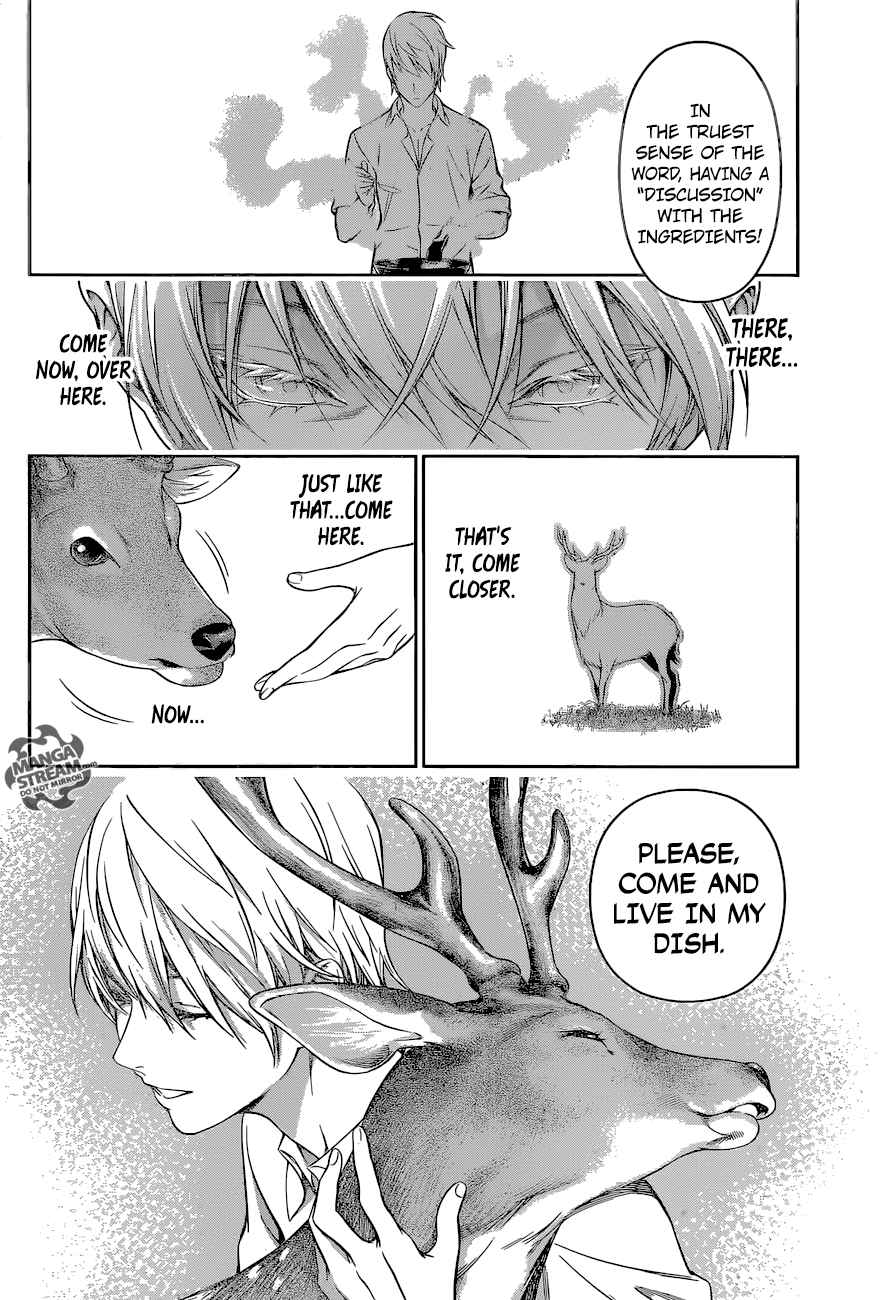 IN
THE TRUEST
SENSE OF THE
WORD, HAVING A
"DISCUSSION"
WITH THE
INGREDIENTS!
THERE,
THERE...
COME
NOW, OVER
HERE.
THAT'S
IT, COME
CLOSER.
JUST LIKE
THAT...COME
HERE.
NOW...
MANGA
STREAM.com
DO NOT MIRROR
PLEASE,
COME AND
LIVE IN MY
DISH.